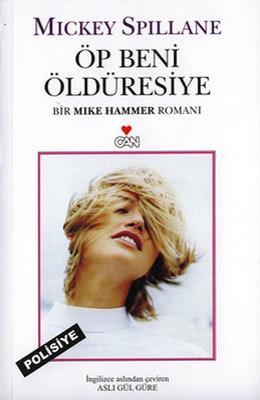 MICKEY SPILLANE
ÖP BENİ
ÖLDÜRESİYE
BİR MIKE HAMMER ROMANI
CAN
POLİSİYE
İngilizce aslından çeviren
ASLI GÜL GÜRE